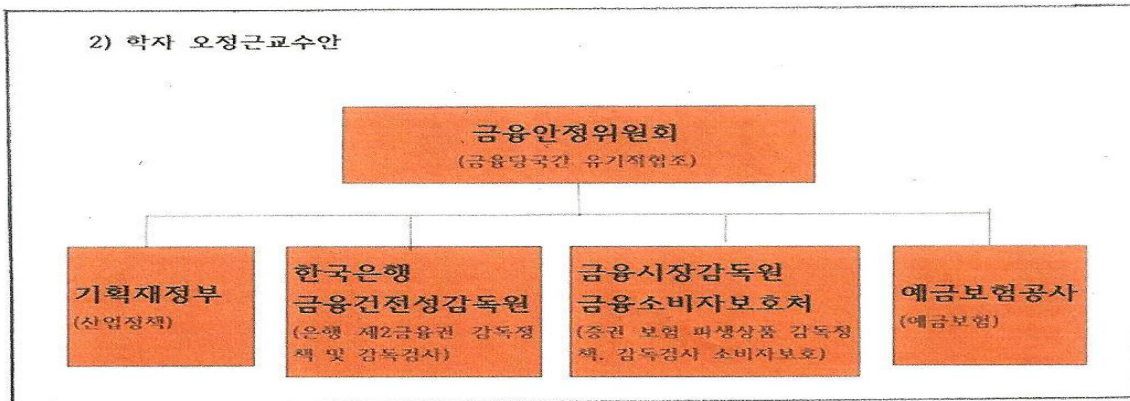 2) 학자 오정근교수안
금융안정위원회
(금융당국간 유기적협조)
기획재정부
(산업정책)
한국은행
금융건전성감독원
(은행 제2금융권 감독정
책 및 감독검사)
금융시장감독원
금융소비자보호처
(증권 보험 파생상품 감독정
책. 감독검사 소비자보호)
예금보험공사
(예금보험)